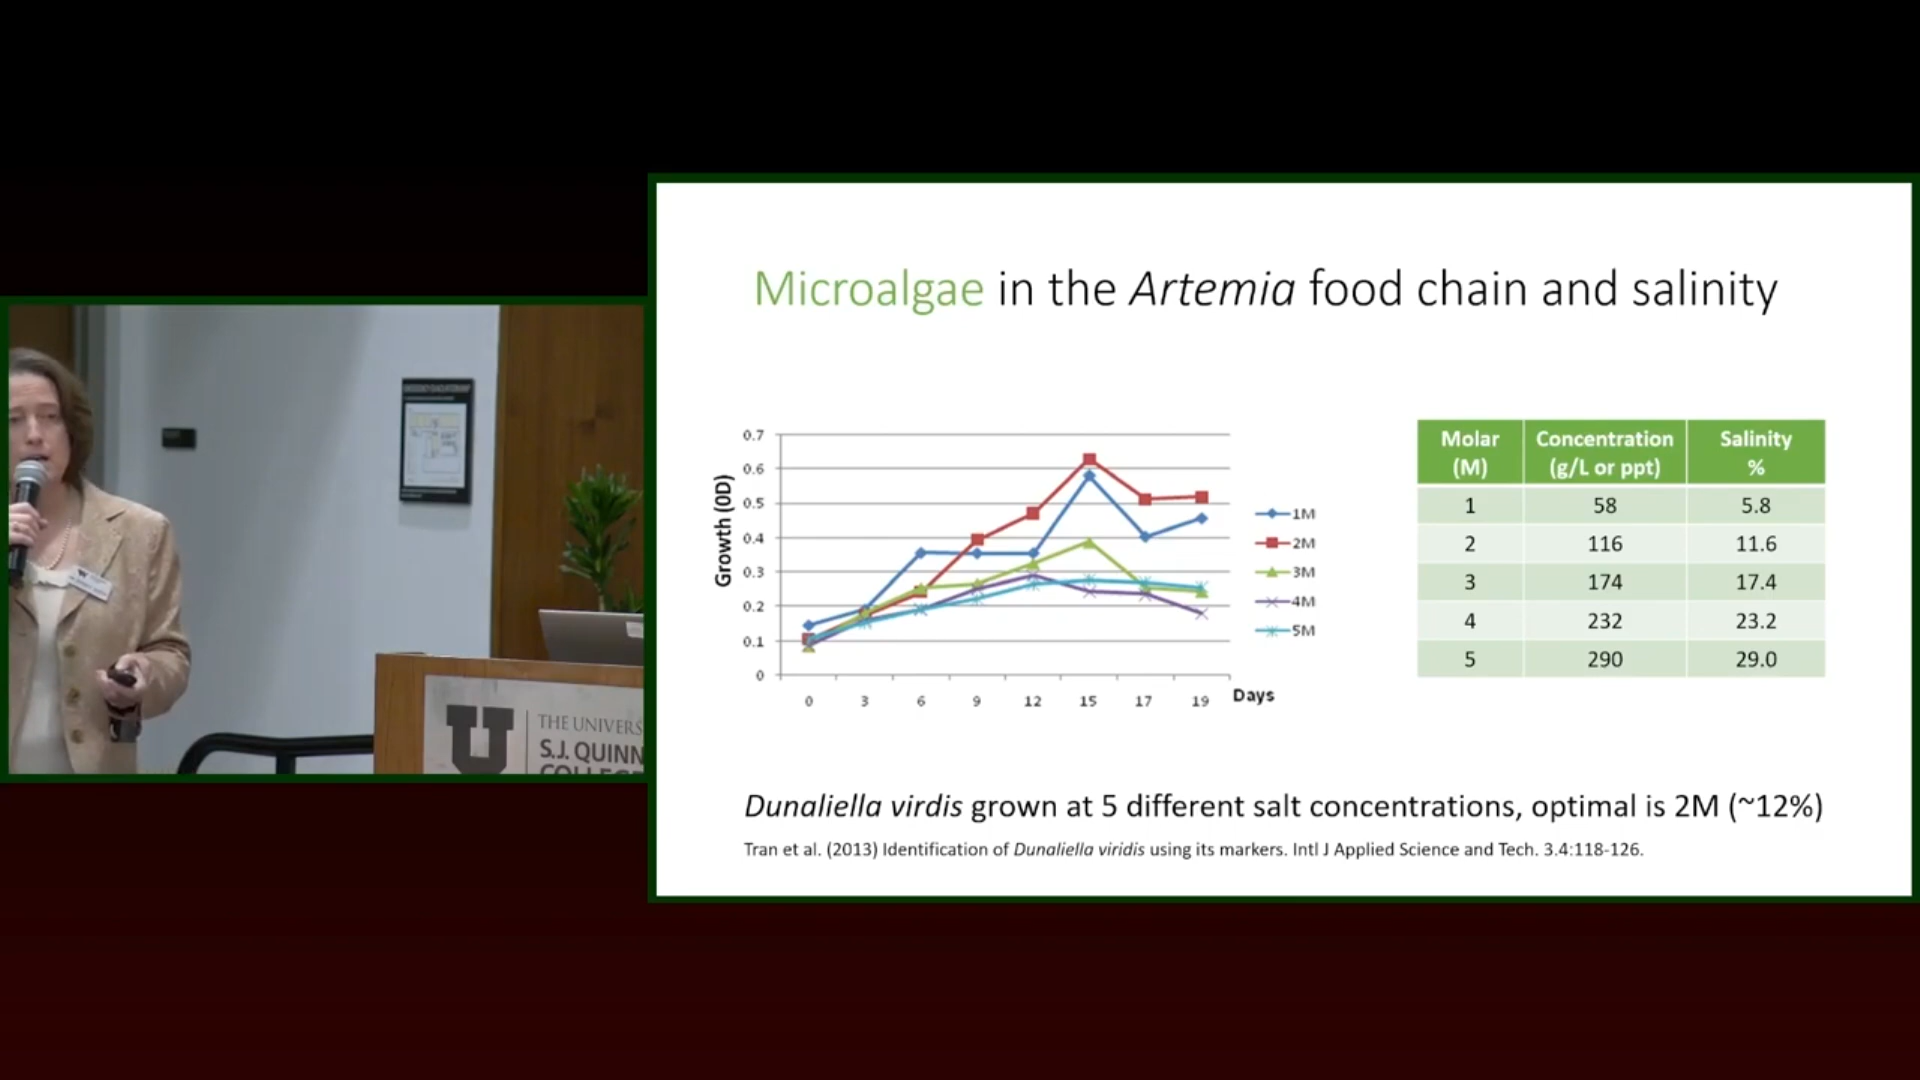 THE UNIVERS
S.J. QUINN
COLLEGE
Microalgae in the Artemia food chain and salinity
0.7
0.6
0.5
0.4
0.3
0.2
0.1
0
Growth (0D)
0 3 6 9 12 15 17 19
Days
1M
2M
3M
4M
5M
Molar (M) Concentration (g/L or ppt) Salinity %
1 58 5.8
2 116 11.6
3 174 17.4
4 232 23.2
5 290 29.0
Dunaliella virdis grown at 5 different salt concentrations, optimal is 2M (~12%)
Tran et al. (2013) Identification of Dunaliella viridis using its markers. Intl J Applied Science and Tech. 3.4:118-126.